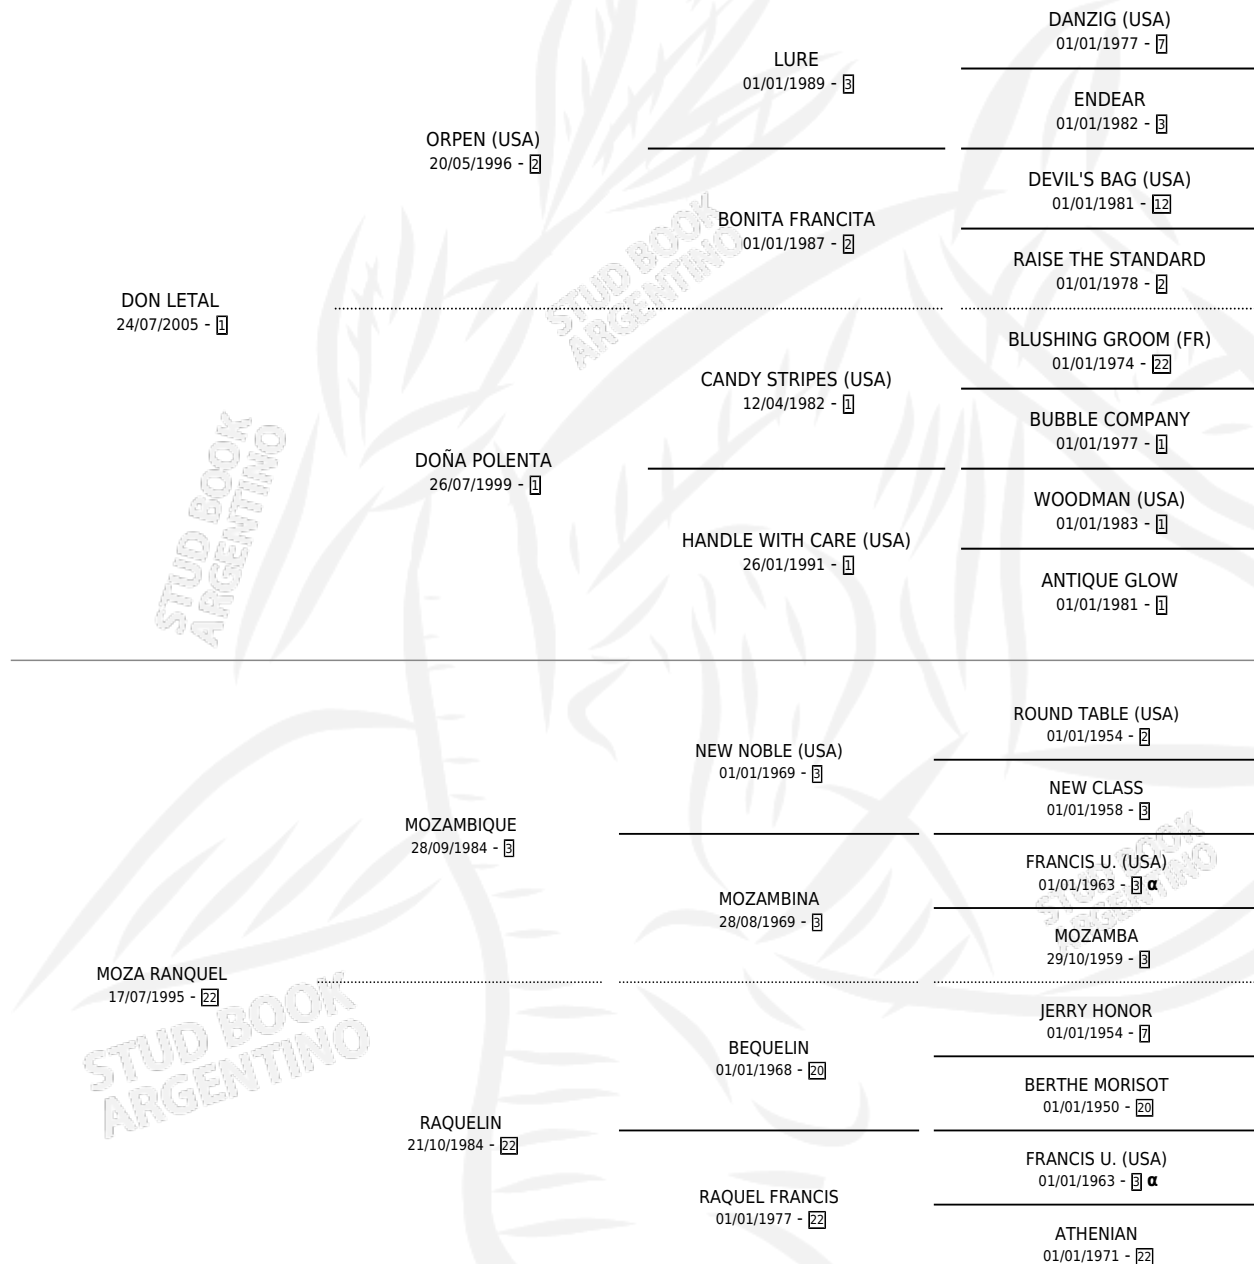 DANZIG (USA)
01/01/1977 - 7
LURE
01/01/1989 - 3
ENDEAR
01/01/1982 - 3
ORPEN (USA)
20/05/1996 - 2
DEVIL'S BAG (USA)
01/01/1981 - 12
BONITA FRANCITA
01/01/1987 - 2
RAISE THE STANDARD
01/01/1978 - 2
DON LETAL
24/07/2005 - 1
BLUSHING GROOM (FR)
01/01/1974 - 22
CANDY STRIPES (USA)
12/04/1982 - 1
BUBBLE COMPANY
01/01/1977 - 1
DOÑA POLENTA
26/07/1999 - 1
WOODMAN (USA)
01/01/1983 - 1
HANDLE WITH CARE (USA)
26/01/1991 - 1
ANTIQUE GLOW
01/01/1981 - 1
ROUND TABLE (USA)
01/01/1954 - 2
NEW NOBLE (USA)
01/01/1969 - 3
NEW CLASS
01/01/1958 - 3
MOZAMBIQUE
28/09/1984 - 3
FRANCIS U. (USA)
01/01/1963 - 3 α
MOZAMBINA
28/08/1969 - 3
MOZAMBA
29/10/1959 - 3
MOZA RANQUEL
17/07/1995 - 22
JERRY HONOR
01/01/1954 - 7
BEQUELIN
01/01/1968 - 20
BERTHE MORISOT
01/01/1950 - 20
RAQUELIN
21/10/1984 - 22
FRANCIS U. (USA)
01/01/1963 - 3 α
RAQUEL FRANCIS
01/01/1977 - 22
ATHENIAN
01/01/1971 - 22
STUD BOOK
ARGENTINO
STUD BOOK
ARGENTINO
STUD BOOK
ARGENTINO
STUD BOOK
ARGENTINO